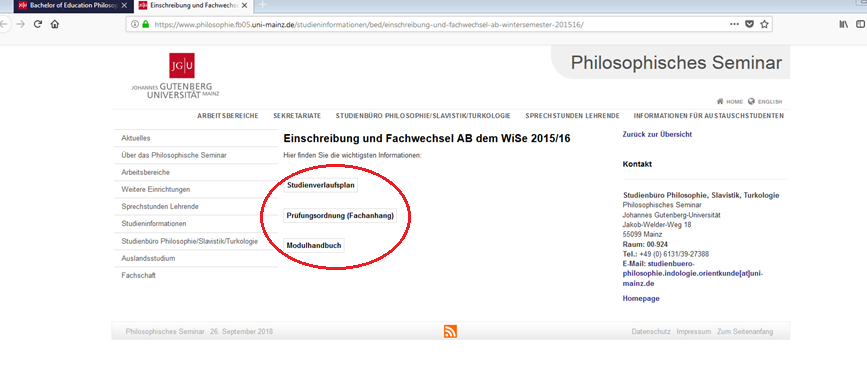 Bachelor of Education Philosop
Einschreibung und Fachwechse
https://www.philosophie.fb05.uni-mainz.de/studieninformationen/bed/einschreibung-und-fachwechsel-ab-wintersemester-201516/
JG|U
JOHANNES GUTENBERG
UNIVERSITÄT MAINZ
Philosophisches Seminar
HOME ENGLISH
ARBEITSBEREICHE SEKRETARIATE STUDIENBÜRO PHILOSOPHIE/SLAVISTIK/TURKOLOGIE SPRECHSTUNDEN LEHRENDE INFORMATIONEN FÜR AUSTAUSCHSTUDENTEN
Aktuelles
Über das Philosophische Seminar
Arbeitsbereiche
Weitere Einrichtungen
Sprechstunden Lehrende
Studieninformationen
Studienbüro Philosophie/Slavistik/Turkologie
Auslandsstudium
Fachschaft
Einschreibung und Fachwechsel AB dem WiSe 2015/16
Hier finden Sie die wichtigsten Informationen:
Studienverlaufsplan
Prüfungsordnung (Fachanhang)
Modulhandbuch
Zurück zur Übersicht
Kontakt
Studienbüro Philosophie, Slavistik, Turkologie
Philosophisches Seminar
Johannes Gutenberg-Universität
Jakob-Welder-Weg 18
55099 Mainz
Raum: 00-924
Tel.: +49 (0) 6131/39-27388
E-Mail: studienbuero-
philosophie.indologie.orientkunde[at]uni-
mainz.de
Homepage
Philosophisches Seminar 26. September 2018
Datenschutz Impressum Zum Seitenanfang